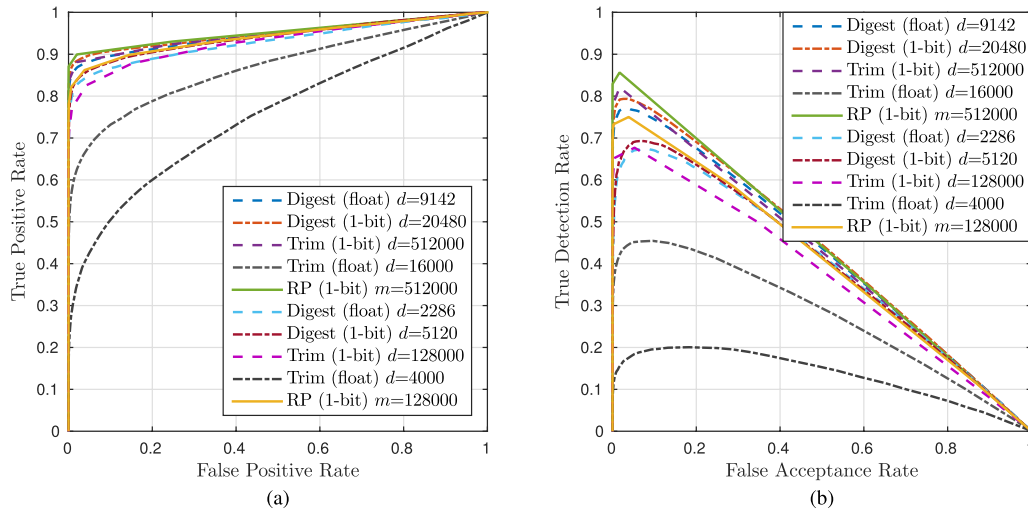 1
0.9
0.8
0.7
0.6
0.5
0.4
0.3
0.2
0.1
0
True Positive Rate
Digest (float) d=9142
Digest (1-bit) d=20480
Trim (1-bit) d=512000
Trim (float) d=16000
RP (1-bit) m=512000
Digest (float) d=2286
Digest (1-bit) d=5120
Trim (1-bit) d=128000
Trim (float) d=4000
RP (1-bit) m=128000
0 0.2 0.4 0.6 0.8 1
False Positive Rate
(a)
1
0.9
0.8
0.7
0.6
0.5
0.4
0.3
0.2
0.1
0
True Detection Rate
Digest (float) d=9142
Digest (1-bit) d=20480
Trim (1-bit) d=512000
Trim (float) d=16000
RP (1-bit) m=512000
Digest (float) d=2286
Digest (1-bit) d=5120
Trim (1-bit) d=128000
Trim (float) d=4000
RP (1-bit) m=128000
0 0.2 0.4 0.6 0.8 1
False Acceptance Rate
(b)